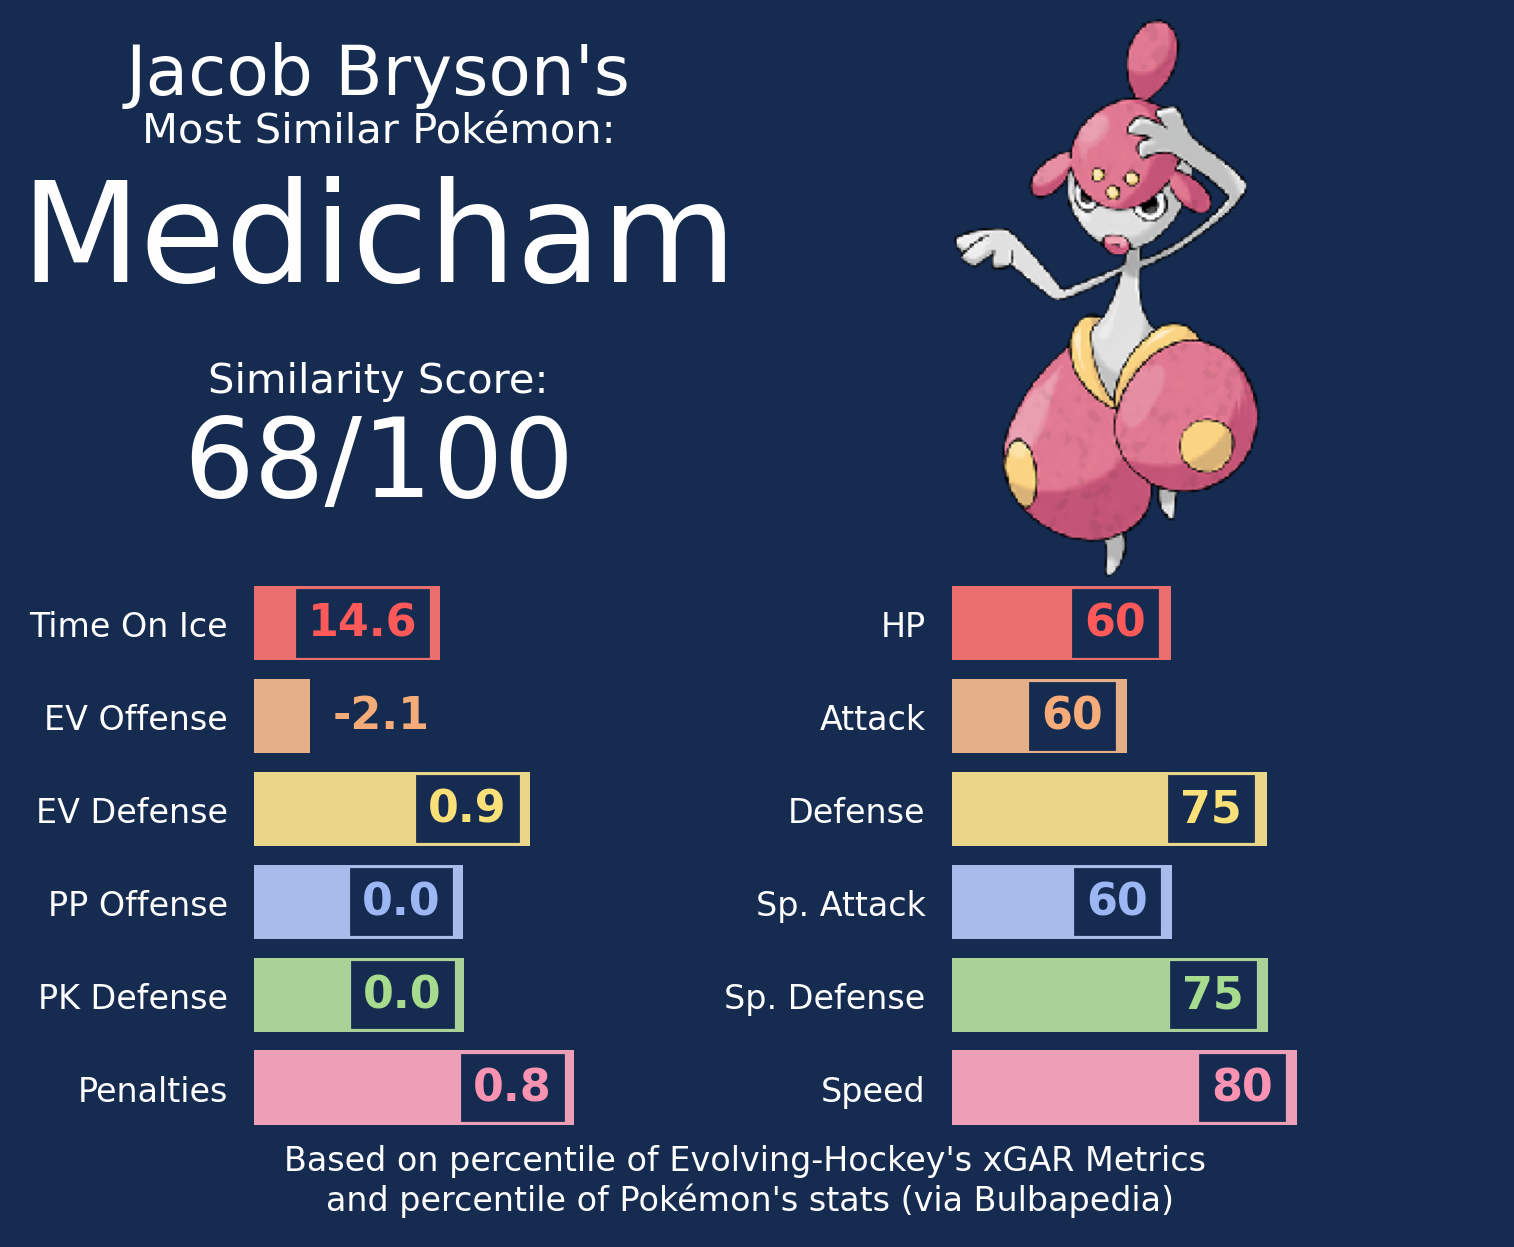 Jacob Bryson's
Most Similar Pokémon:
Medicham
Similarity Score:
68/100
Time On Ice 14.6
EV Offense -2.1
EV Defense 0.9
PP Offense 0.0
PK Defense 0.0
Penalties 0.8
HP 60
Attack 60
Defense 75
Sp. Attack 60
Sp. Defense 75
Speed 80
Based on percentile of Evolving-Hockey's xGAR Metrics
and percentile of Pokémon's stats (via Bulbapedia)